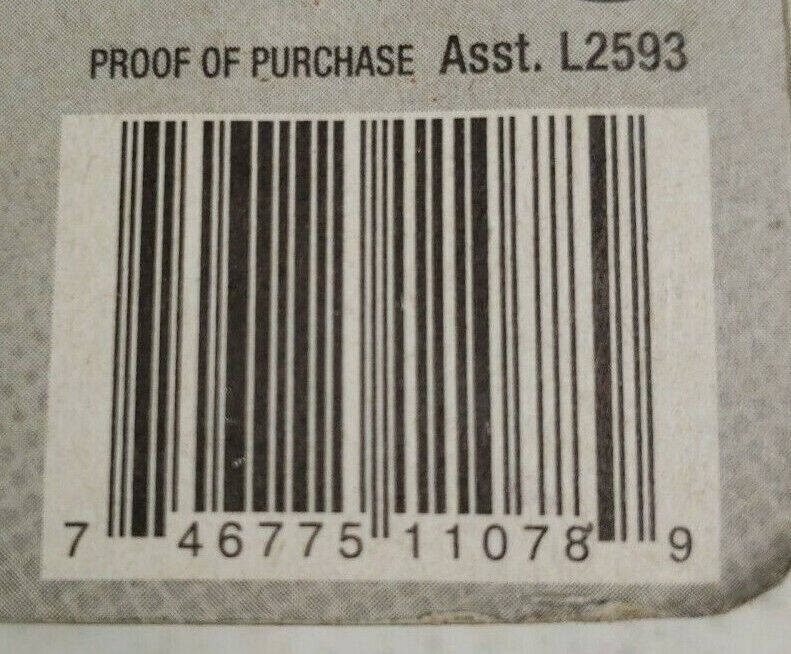 PROOF OF PURCHASE Asst. L2593
7 46775 11078 9